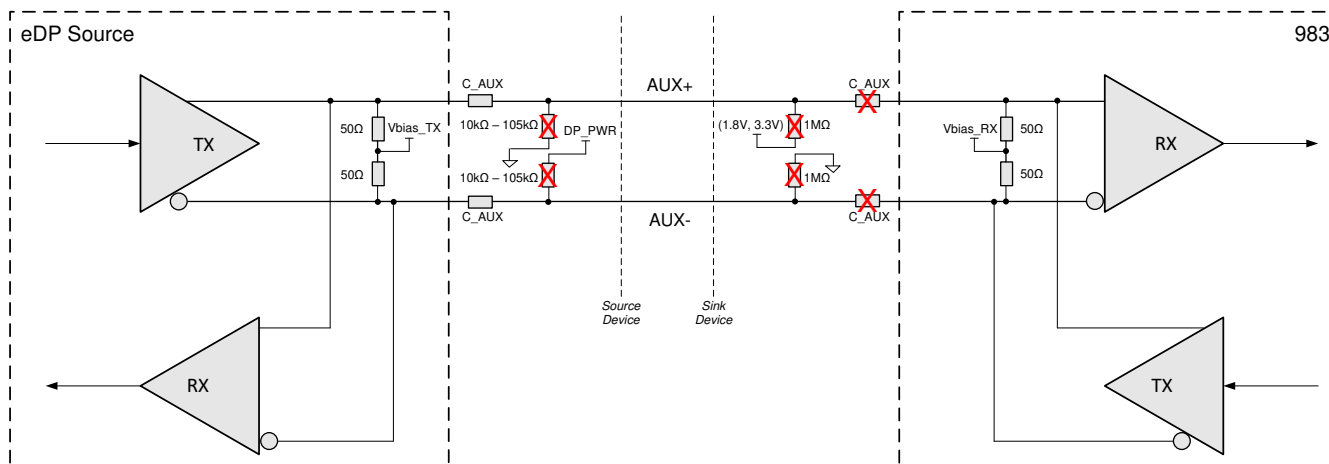 eDP Source
983
C_AUX
AUX+
C_AUX
10kΩ – 105kΩ
DP_PWR
(1.8V, 3.3V)
1MΩ
50Ω
Vbias_TX
Vbias_RX
50Ω
TX
RX
50Ω
10kΩ – 105kΩ
1MΩ
50Ω
C_AUX
AUX-
C_AUX
Source
Device
Sink
Device
RX
TX